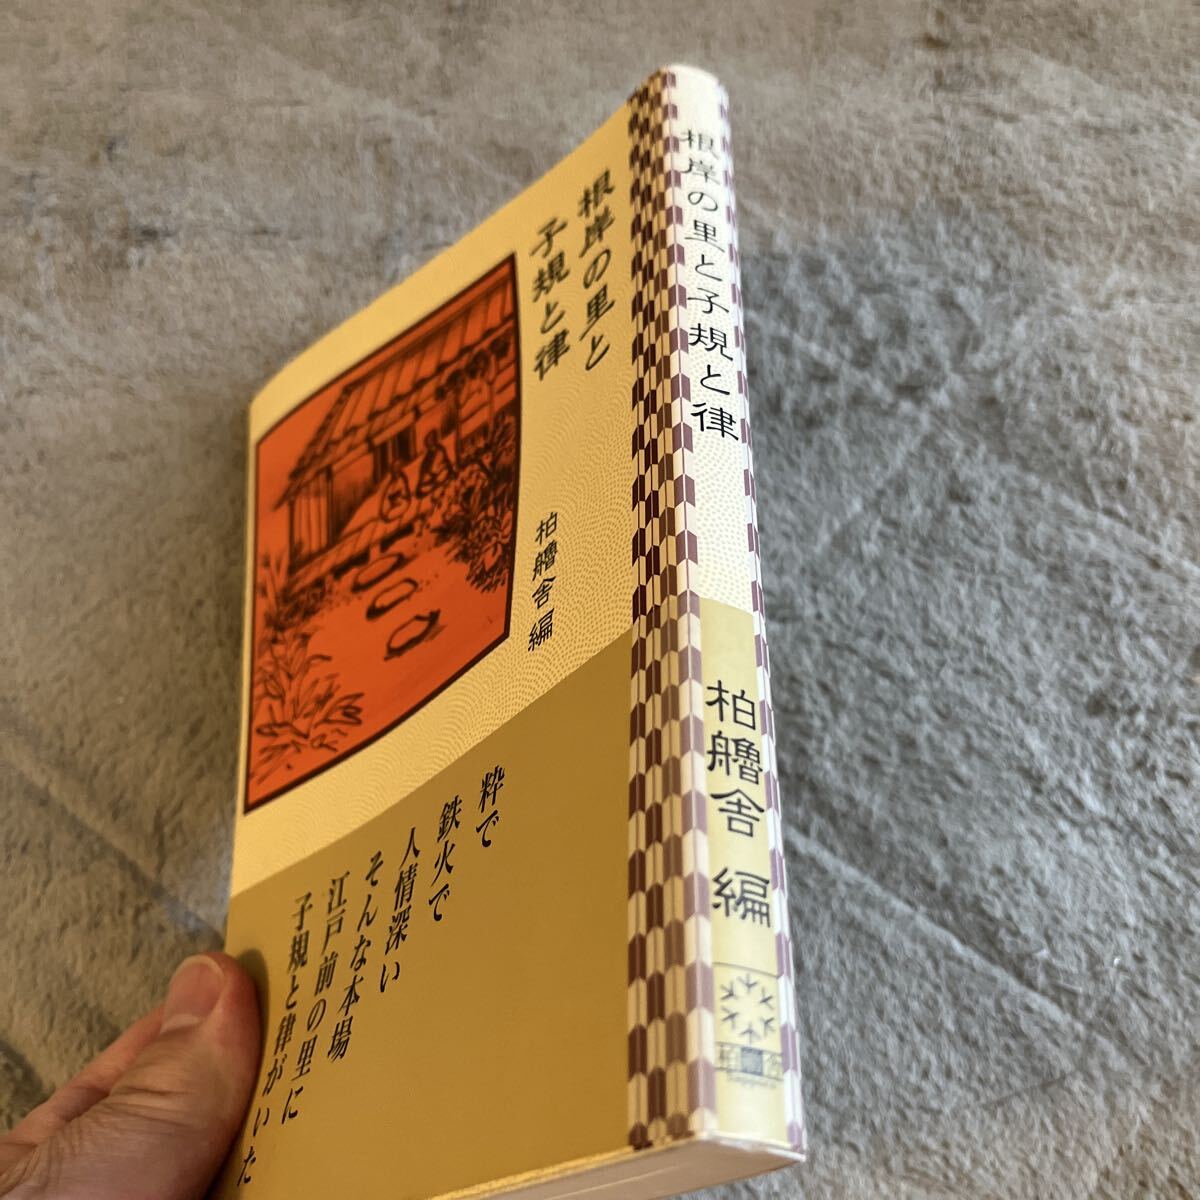 根岸の里と
子規と律
柏艪舎編
粋で
鉄火で
人情深い
そんな本場
江戸前の里に
子規と律がいた
根岸の里と子規と律
柏艪舎 編